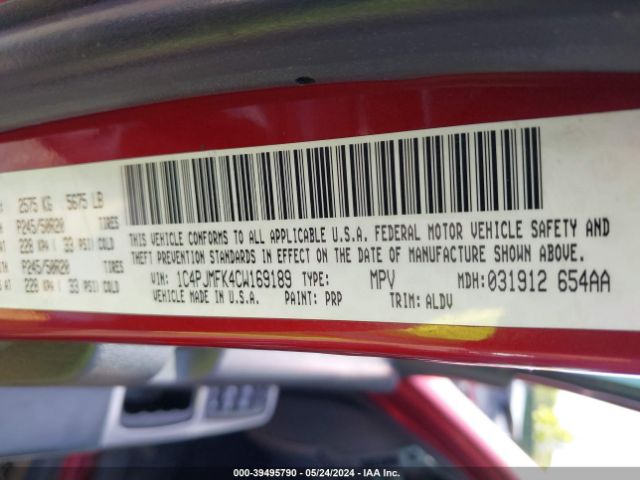 2575 KG 5675 LB
P245/50R20 TIRES
228 KPA / 33 PSI COLD
P245/50R20 TIRES
228 KPA / 33 PSI COLD
THIS VEHICLE CONFORMS TO ALL APPLICABLE U.S.A. FEDERAL MOTOR VEHICLE SAFETY AND
THEFT PREVENTION STANDARDS IN EFFECT ON THE DATE OF MANUFACTURE SHOWN ABOVE.
VIN: 1C4PJMFK4CW169189 TYPE: MPV MDH: 031912 654AA
VEHICLE MADE IN U.S.A. PAINT: PRP TRIM: ALDV
000-39495790 - 05/24/2024 - IAA Inc.